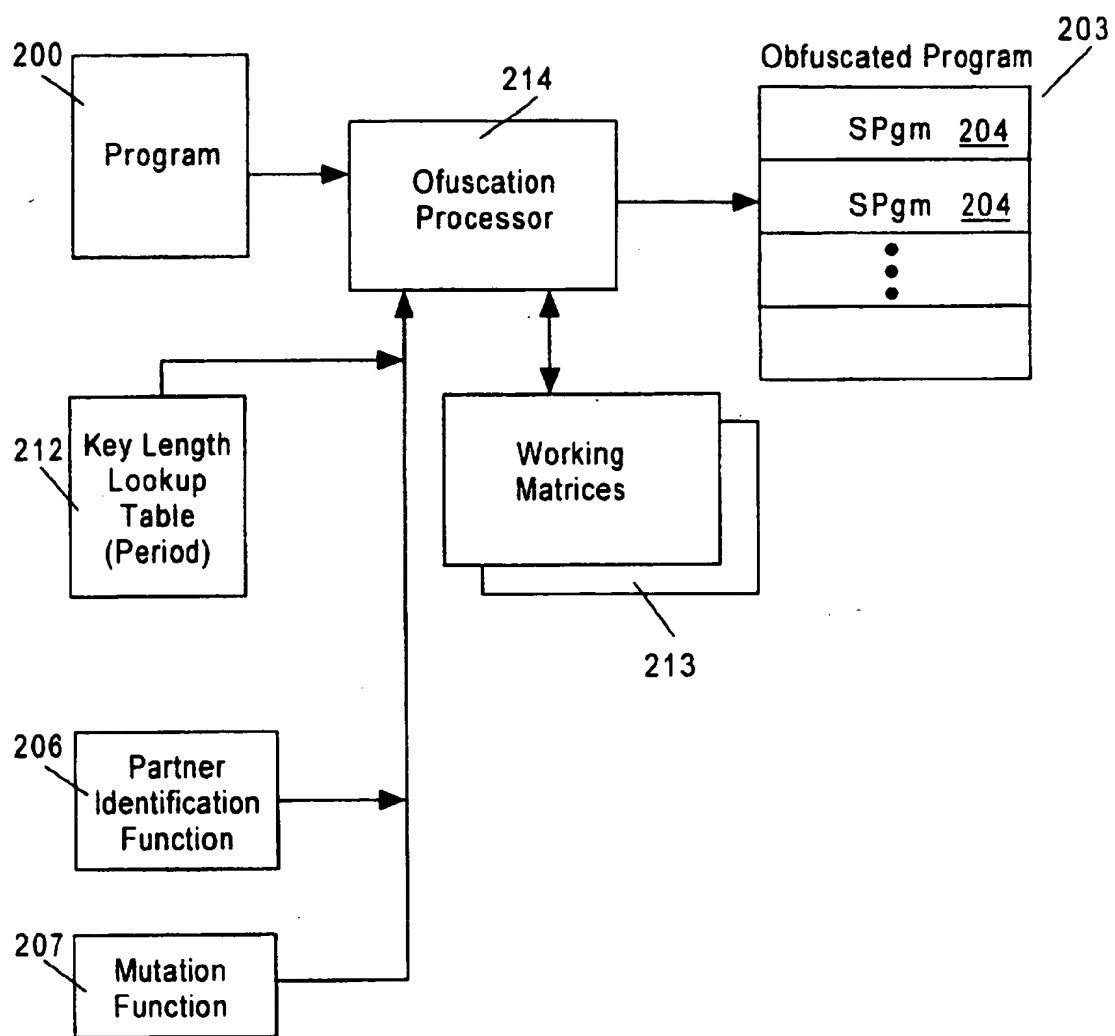 200
Program
214
Ofuscation
Processor
203
Obfuscated Program
SPgm 204
SPgm 204
212
Key Length
Lookup
Table
(Period)
Working
Matrices
213
206
Partner
Identification
Function
207
Mutation
Function